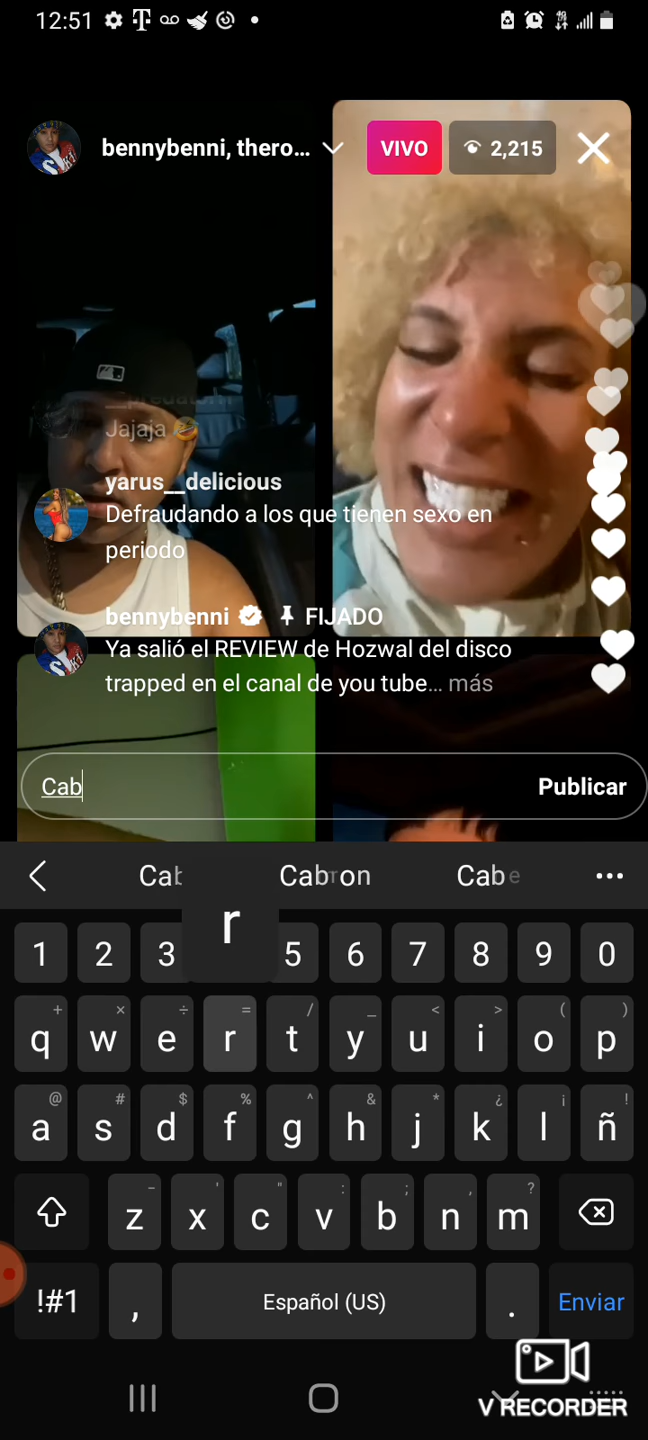 12:51
bennybenni, thero...
VIVO
2,215
__predatorrr
Jajaja 🤣
yarus__delicious
Defraudando a los que tienen sexo en
periodo
bennybenni FIJADO
Ya salió el REVIEW de Hozwal del disco
trapped en el canal de you tube... más
Cab
Publicar
Cab Cabron Cabe
r
1 2 3 5 6 7 8 9 0
+ × ÷ = / _ < > ( )
q w e r t y u i o p
@ # $ % ^ & * ¿ ¡ !
a s d f g h j k l ñ
- ' " : ; , ?
z x c v b n m
!#1 , Español (US) . Enviar
V RECORDER